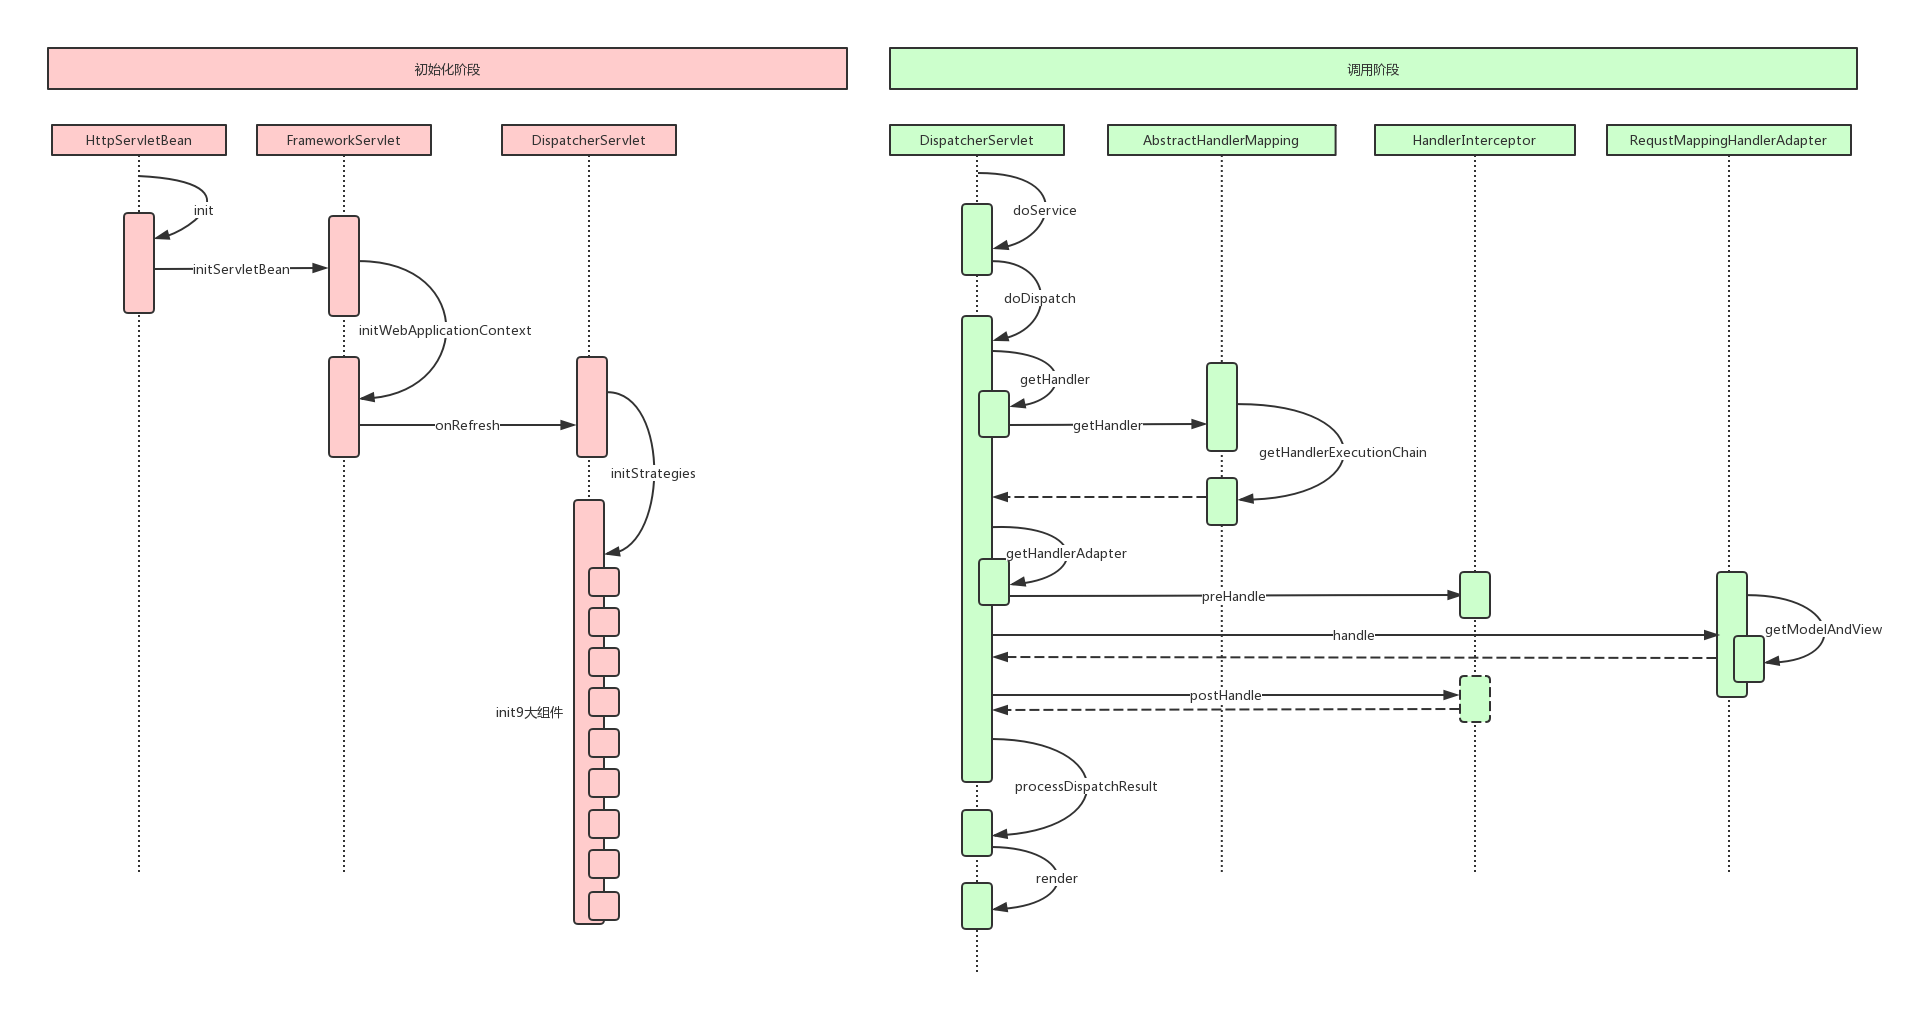 初始化阶段
调用阶段
HttpServletBean
FrameworkServlet
DispatcherServlet
DispatcherServlet
AbstractHandlerMapping
HandlerInterceptor
RequstMappingHandlerAdapter
init
initServletBean
initWebApplicationContext
onRefresh
initStrategies
init9大组件
doService
doDispatch
getHandler
getHandler
getHandlerExecutionChain
getHandlerAdapter
preHandle
handle
getModelAndView
postHandle
processDispatchResult
render